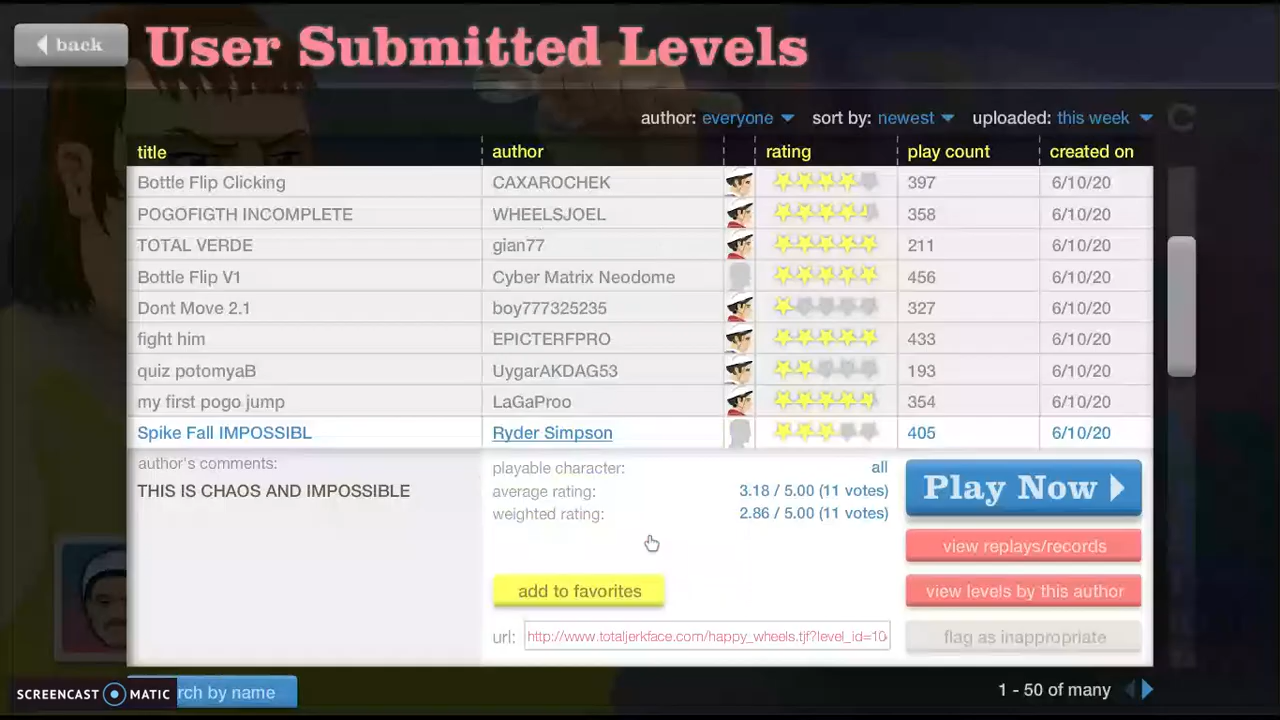 back
User Submitted Levels
author: everyone sort by: newest uploaded: this week
title author rating play count created on
Bottle Flip Clicking CAXAROCHEK 397 6/10/20
POGOFIGTH INCOMPLETE WHEELSJOEL 358 6/10/20
TOTAL VERDE gian77 211 6/10/20
Bottle Flip V1 Cyber Matrix Neodome 456 6/10/20
Dont Move 2.1 boy777325235 327 6/10/20
fight him EPICTERFPRO 433 6/10/20
quiz potomyaB UygarAKDAG53 193 6/10/20
my first pogo jump LaGaProo 354 6/10/20
Spike Fall IMPOSSIBL Ryder Simpson 405 6/10/20
author's comments:
THIS IS CHAOS AND IMPOSSIBLE
playable character: all
average rating: 3.18 / 5.00 (11 votes)
weighted rating: 2.86 / 5.00 (11 votes)
add to favorites
url: http://www.totaljerkface.com/happy_wheels.tjf?level_id=10
Play Now
view replays/records
view levels by this author
flag as inappropriate
SCREENCAST MATIC
rch by name
1 - 50 of many